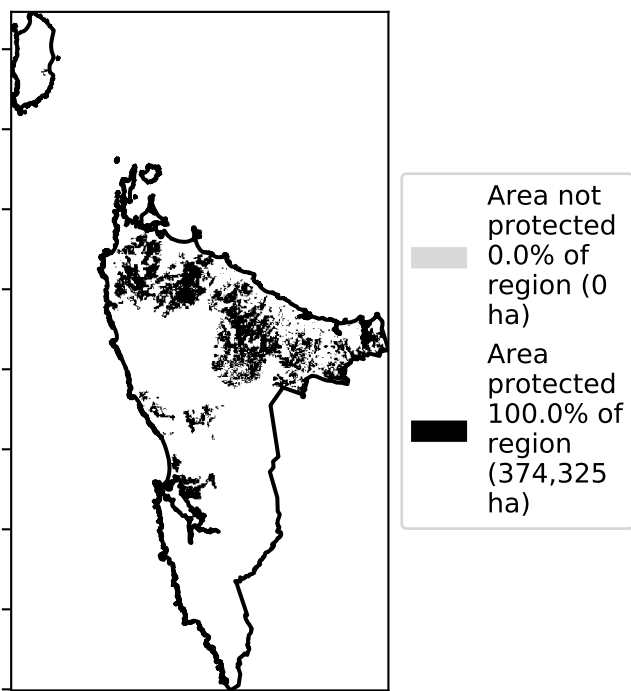 Area not
protected
0.0% of
region (0
ha)
Area
protected
100.0% of
region
(374,325
ha)